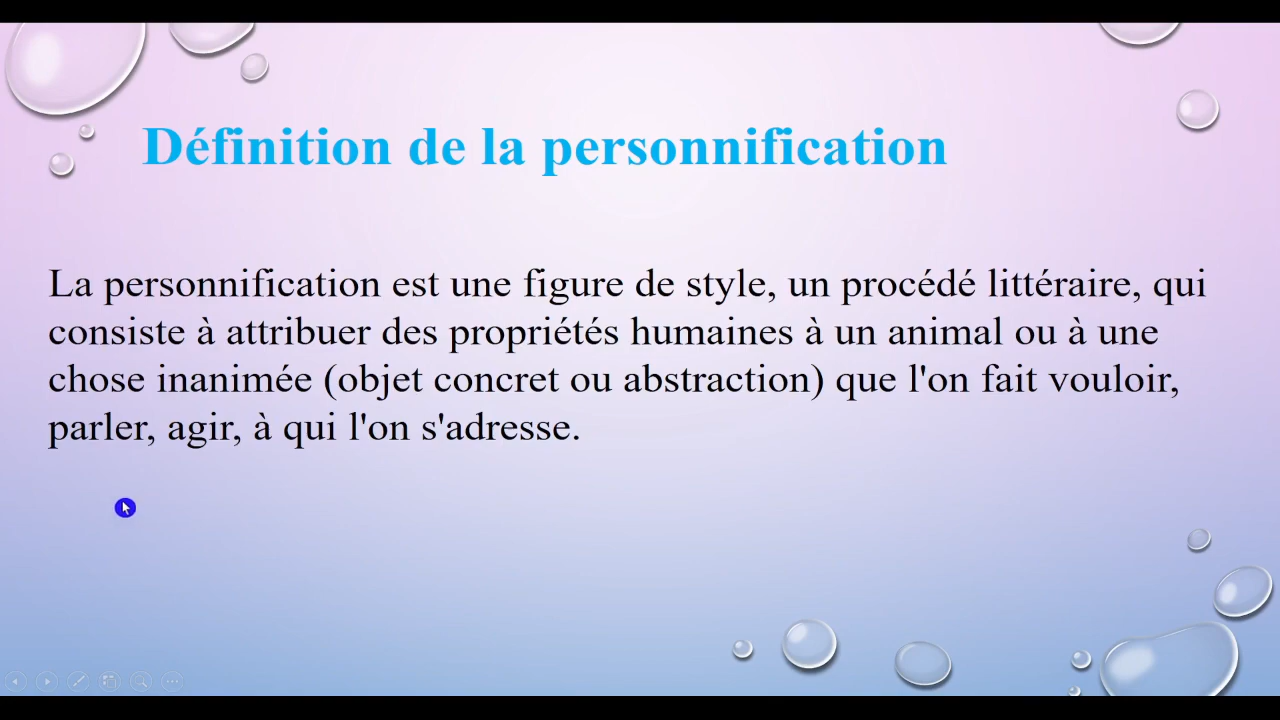 Définition de la personnification
La personnification est une figure de style, un procédé littéraire, qui
consiste à attribuer des propriétés humaines à un animal ou à une
chose inanimée (objet concret ou abstraction) que l'on fait vouloir,
parler, agir, à qui l'on s'adresse.